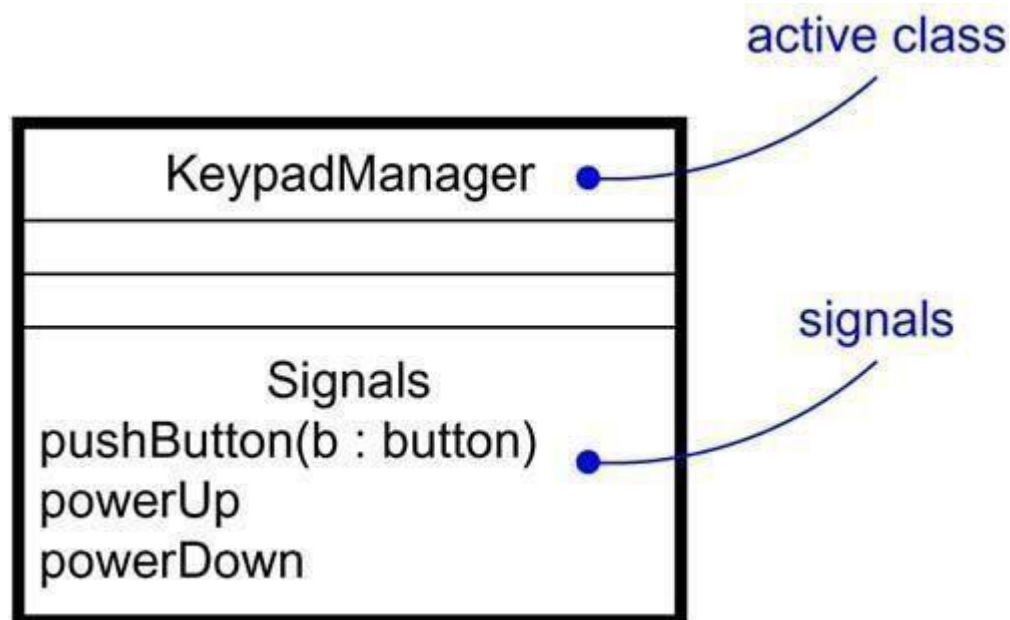 active class
KeypadManager
signals
Signals
pushButton(b : button)
powerUp
powerDown